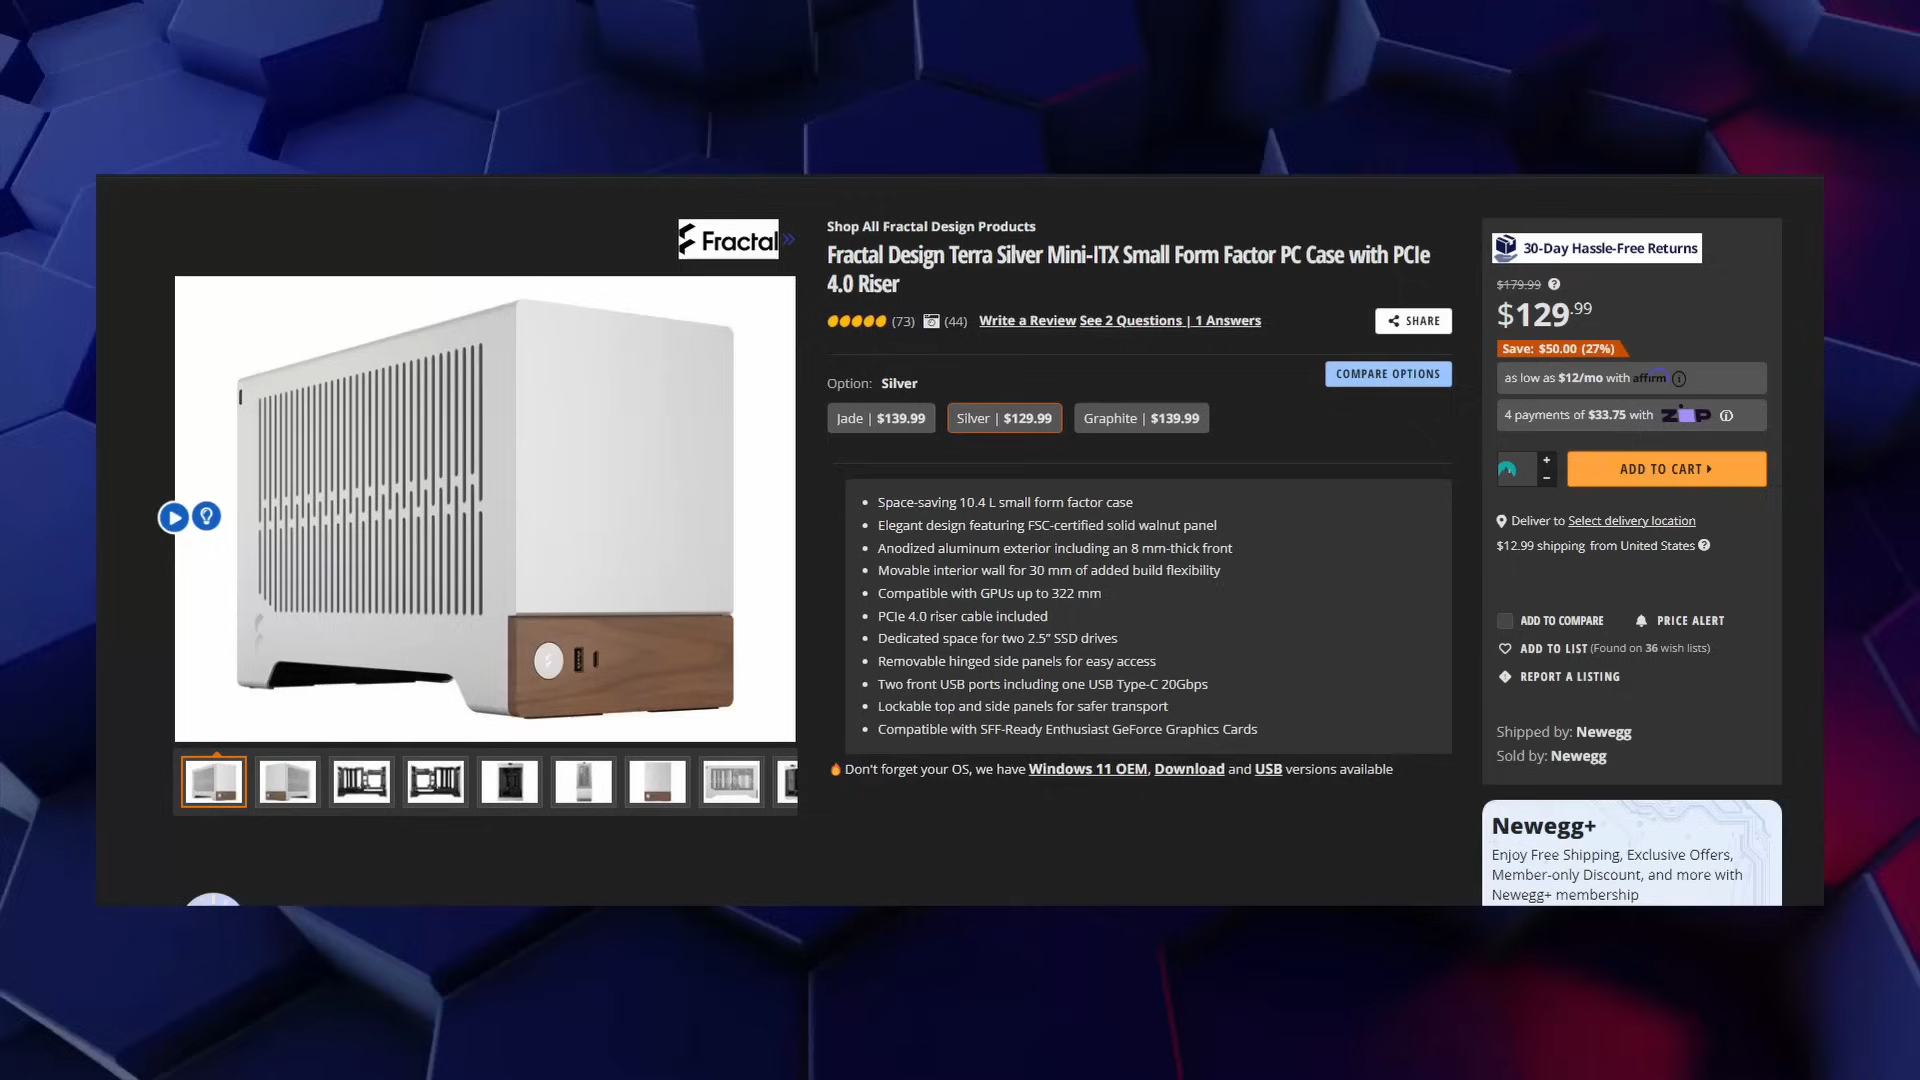 Fractal
Shop All Fractal Design Products
Fractal Design Terra Silver Mini-ITX Small Form Factor PC Case with PCIe
4.0 Riser
(73) (44) Write a Review See 2 Questions | 1 Answers
SHARE
COMPARE OPTIONS
Option: Silver
Jade | $139.99
Silver | $129.99
Graphite | $139.99
• Space-saving 10.4 L small form factor case
• Elegant design featuring FSC-certified solid walnut panel
• Anodized aluminum exterior including an 8 mm-thick front
• Movable interior wall for 30 mm of added build flexibility
• Compatible with GPUs up to 322 mm
• PCIe 4.0 riser cable included
• Dedicated space for two 2.5” SSD drives
• Removable hinged side panels for easy access
• Two front USB ports including one USB Type-C 20Gbps
• Lockable top and side panels for safer transport
• Compatible with SFF-Ready Enthusiast GeForce Graphics Cards
Don't forget your OS, we have Windows 11 OEM, Download and USB versions available
30-Day Hassle-Free Returns
$179.99
$129.99
Save: $50.00 (27%)
as low as $12/mo with affirm
4 payments of $33.75 with ZIP
ADD TO CART
Deliver to Select delivery location
$12.99 shipping from United States
ADD TO COMPARE
PRICE ALERT
ADD TO LIST (Found on 36 wish lists)
REPORT A LISTING
Shipped by: Newegg
Sold by: Newegg
Newegg+
Enjoy Free Shipping, Exclusive Offers,
Member-only Discount, and more with
Newegg+ membership